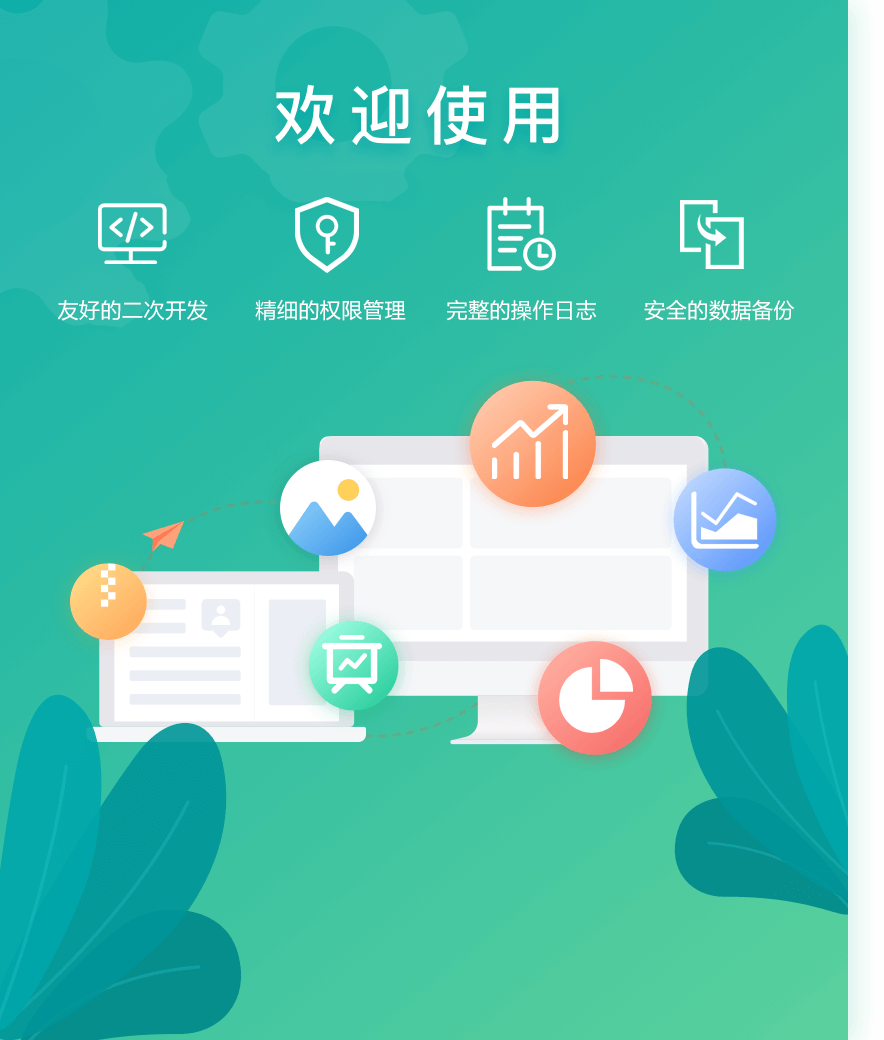 欢迎使用
友好的二次开发
精细的权限管理
完整的操作日志
安全的数据备份